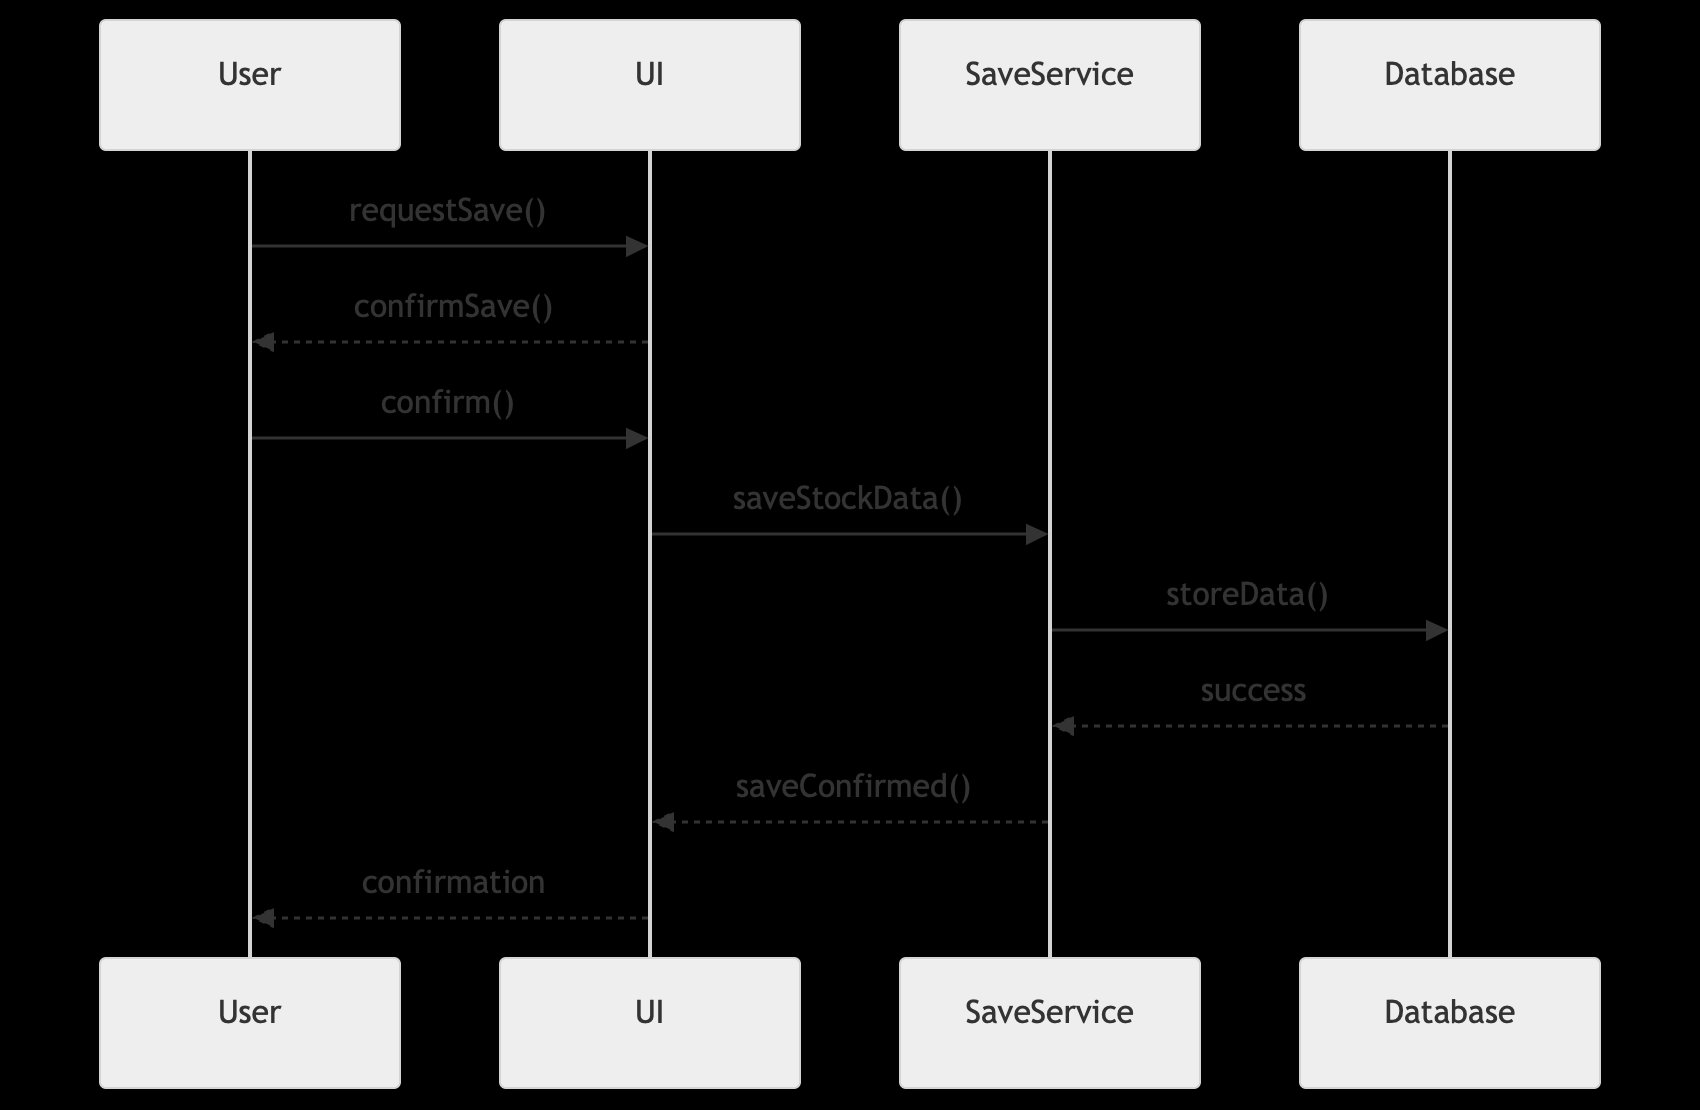 User
UI
SaveService
Database
requestSave()
confirmSave()
confirm()
saveStockData()
storeData()
success
saveConfirmed()
confirmation
User
UI
SaveService
Database